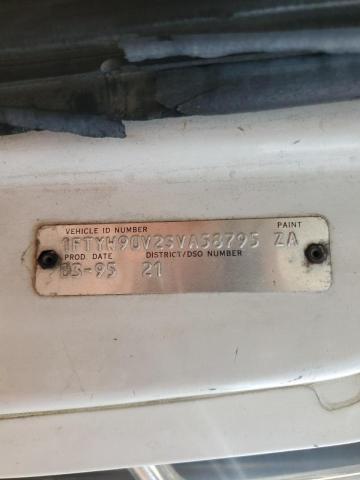 VEHICLE ID NUMBER PAINT
1FTYW90V2SVA58795 ZA
PROD. DATE DISTRICT/DSO NUMBER
03-95 21